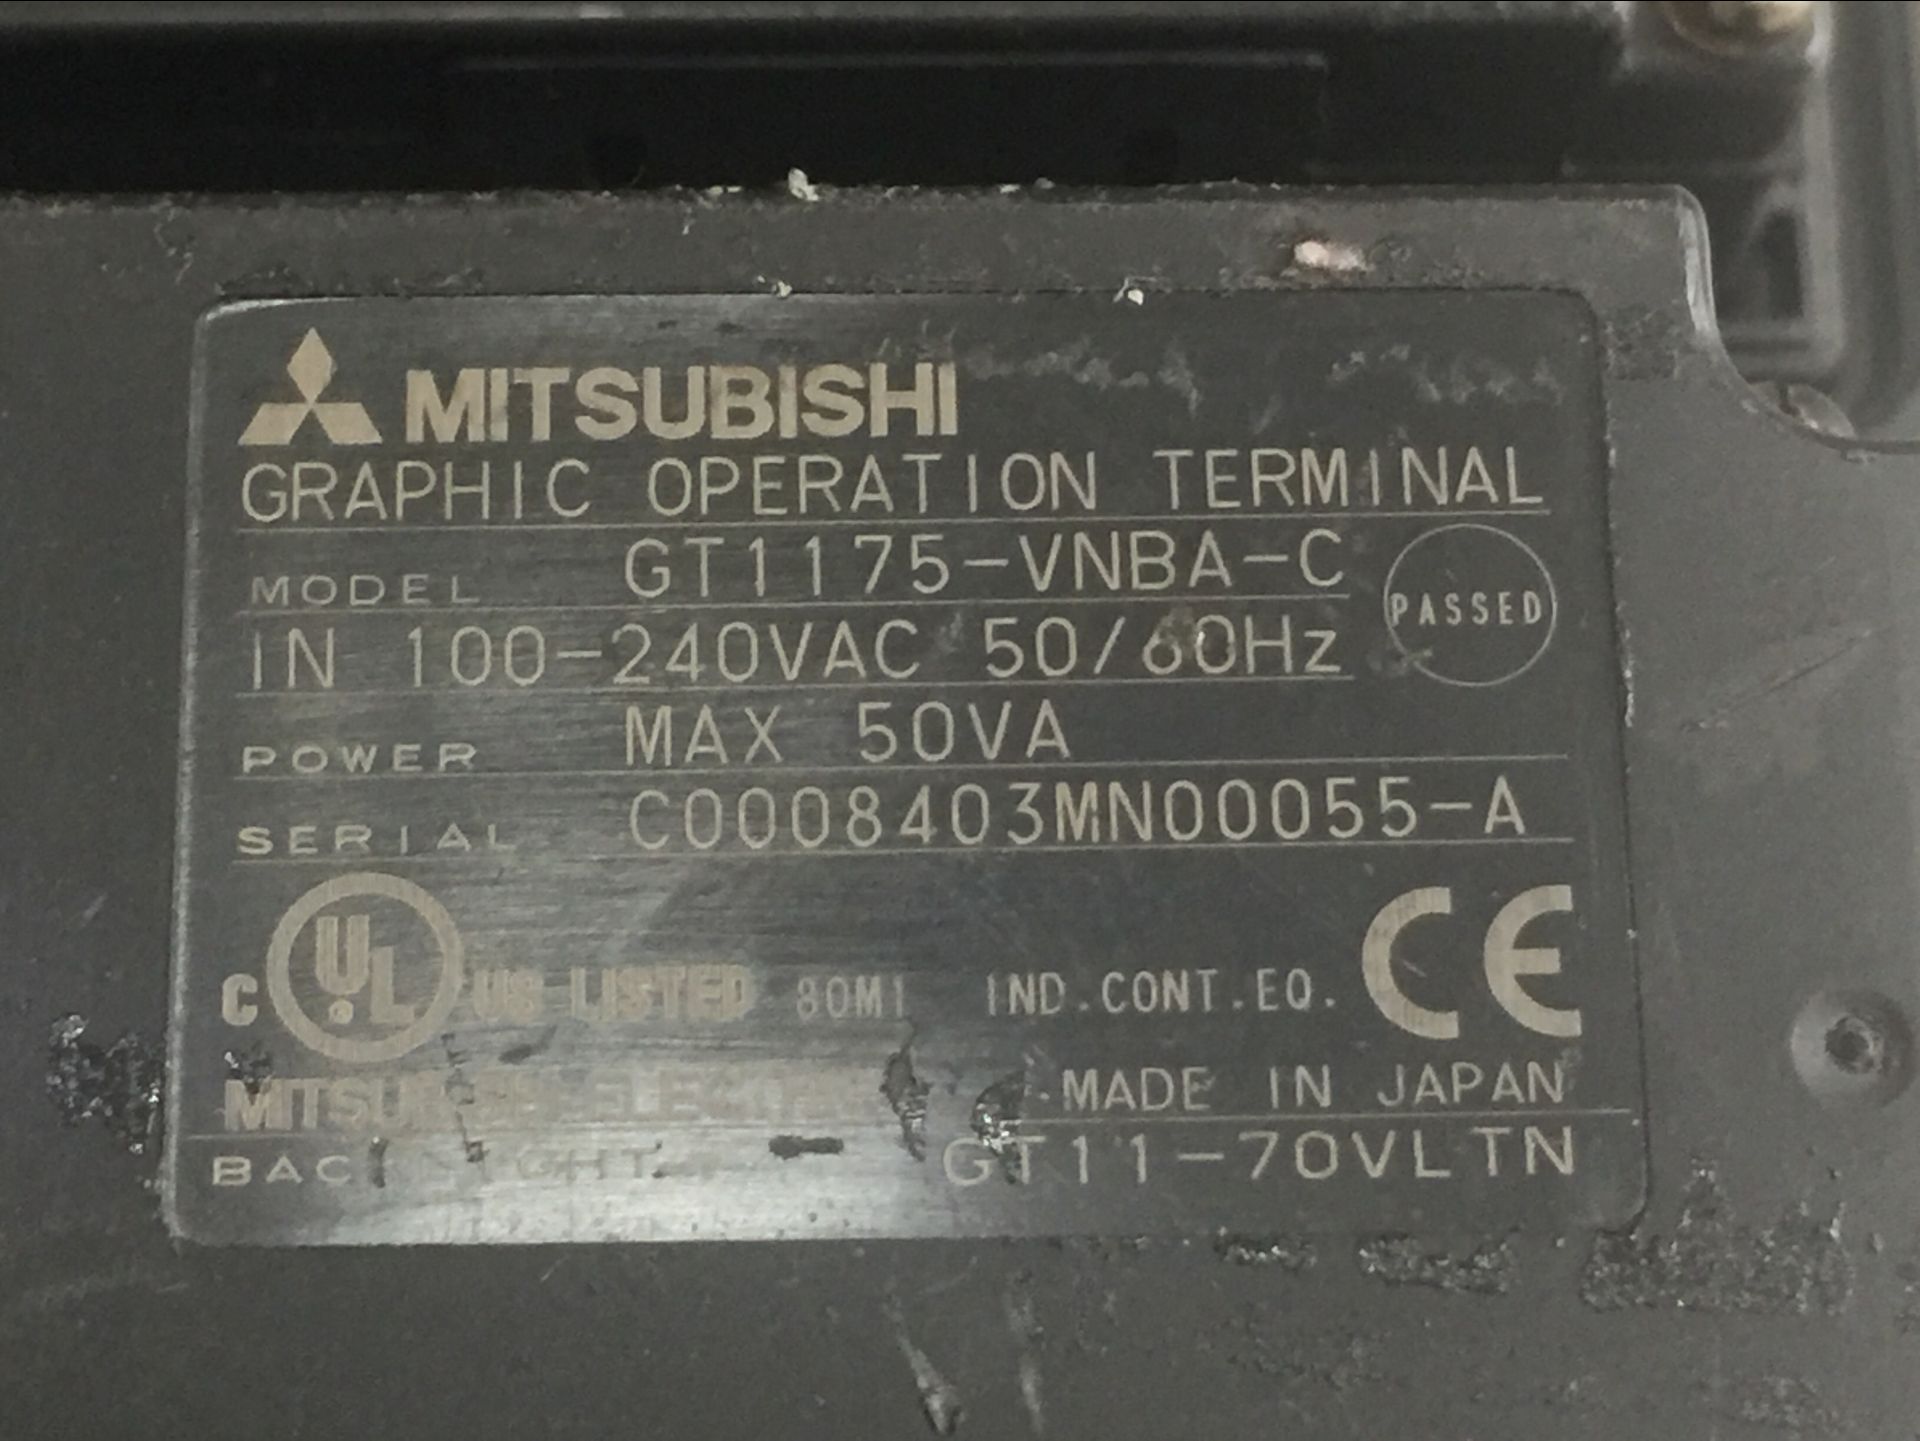 MITSUBISHI
GRAPHIC OPERATION TERMINAL
MODEL GT1175-VNBA-C
PASSED
IN 100-240VAC 50/60Hz
POWER MAX 50VA
SERIAL C0008403MN00055-A
C UL US LISTED 80M1 IND.CONT.EQ. CE
MADE IN JAPAN
GT11-70VLTN